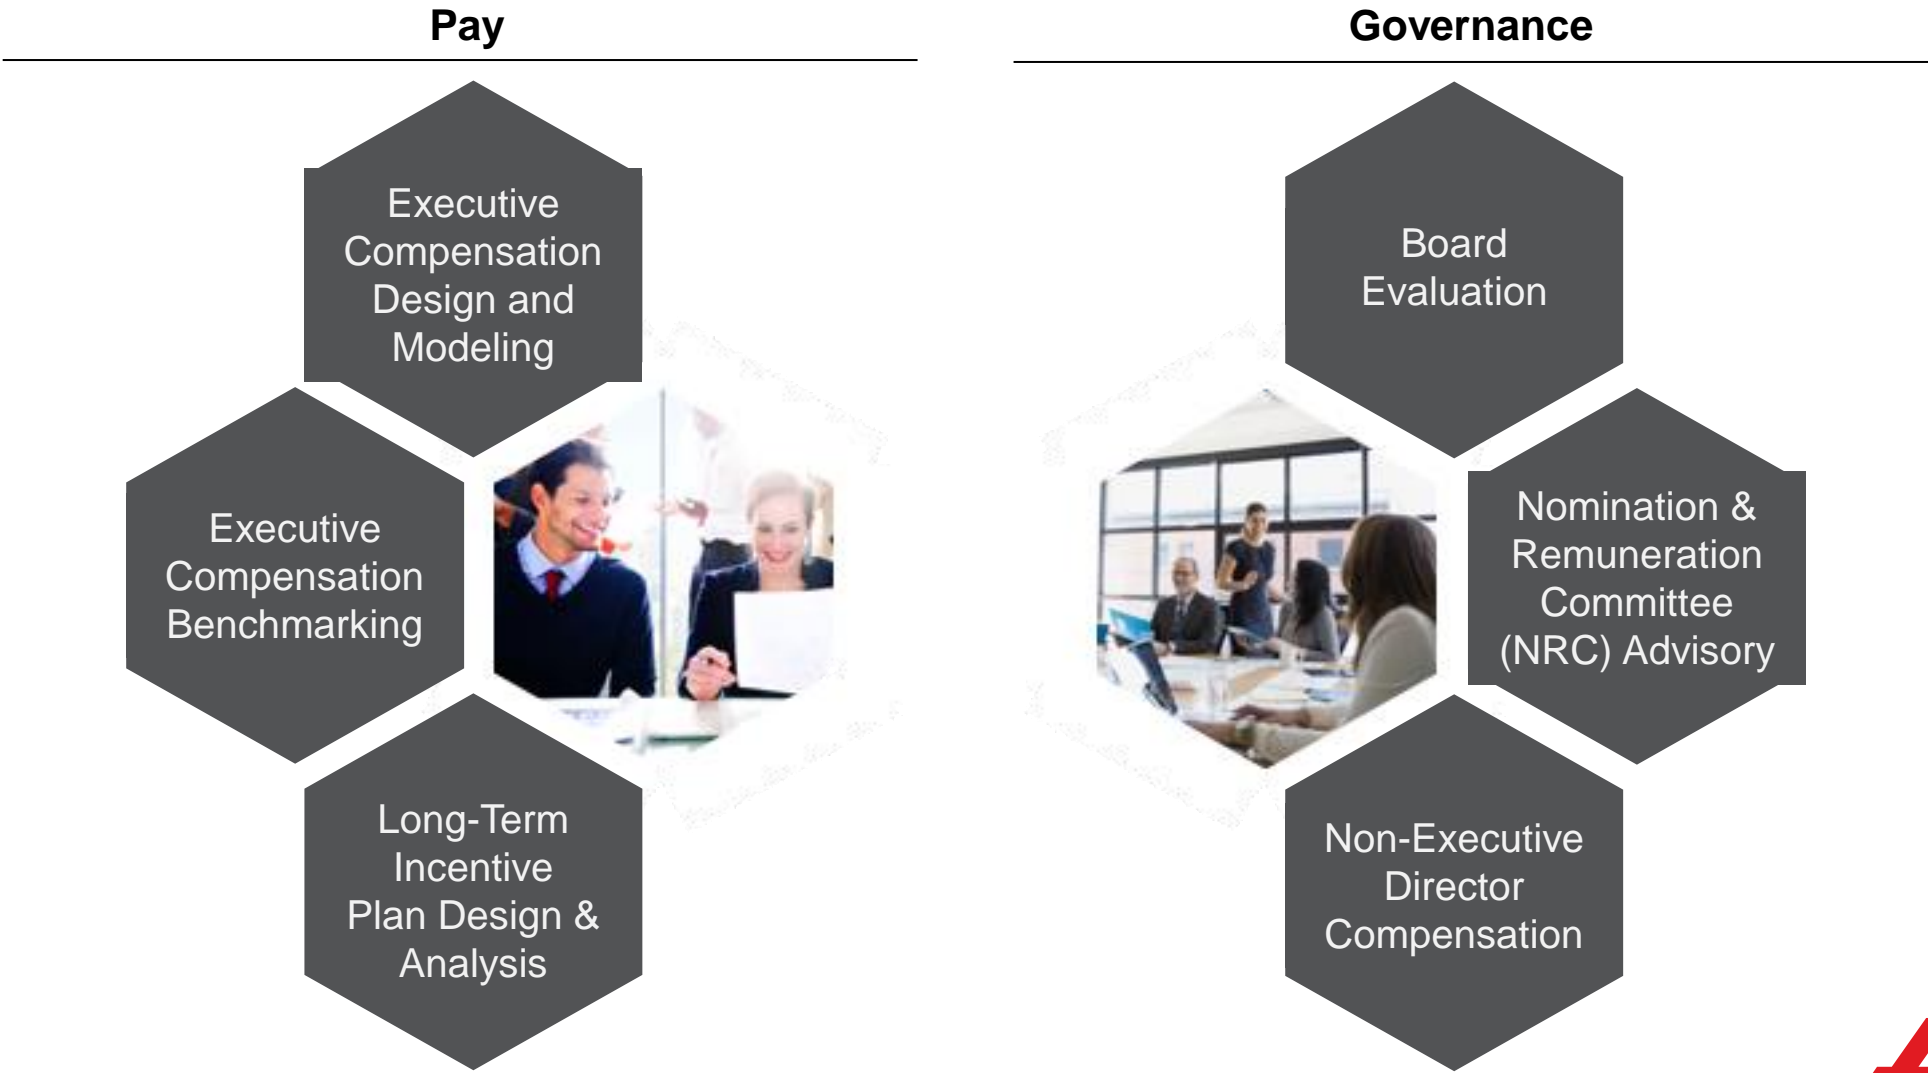 Pay
Executive
Compensation
Design and
Modeling
Executive
Compensation
Benchmarking
Long-Term
Incentive
Plan Design &
Analysis
Governance
Board
Evaluation
Nomination &
Remuneration
Committee
(NRC) Advisory
Non-Executive
Director
Compensation